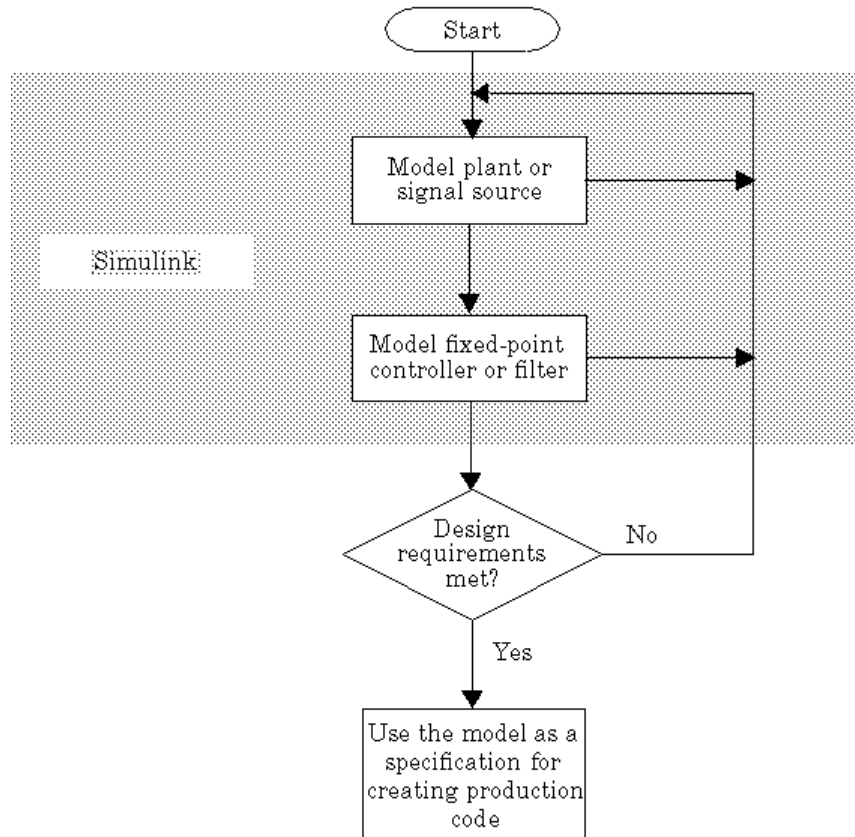 Start
Model plant or
signal source
Simulink
Model fixed-point
controller or filter
Design
requirements
met?
No
Yes
Use the model as a
specification for
creating production
code